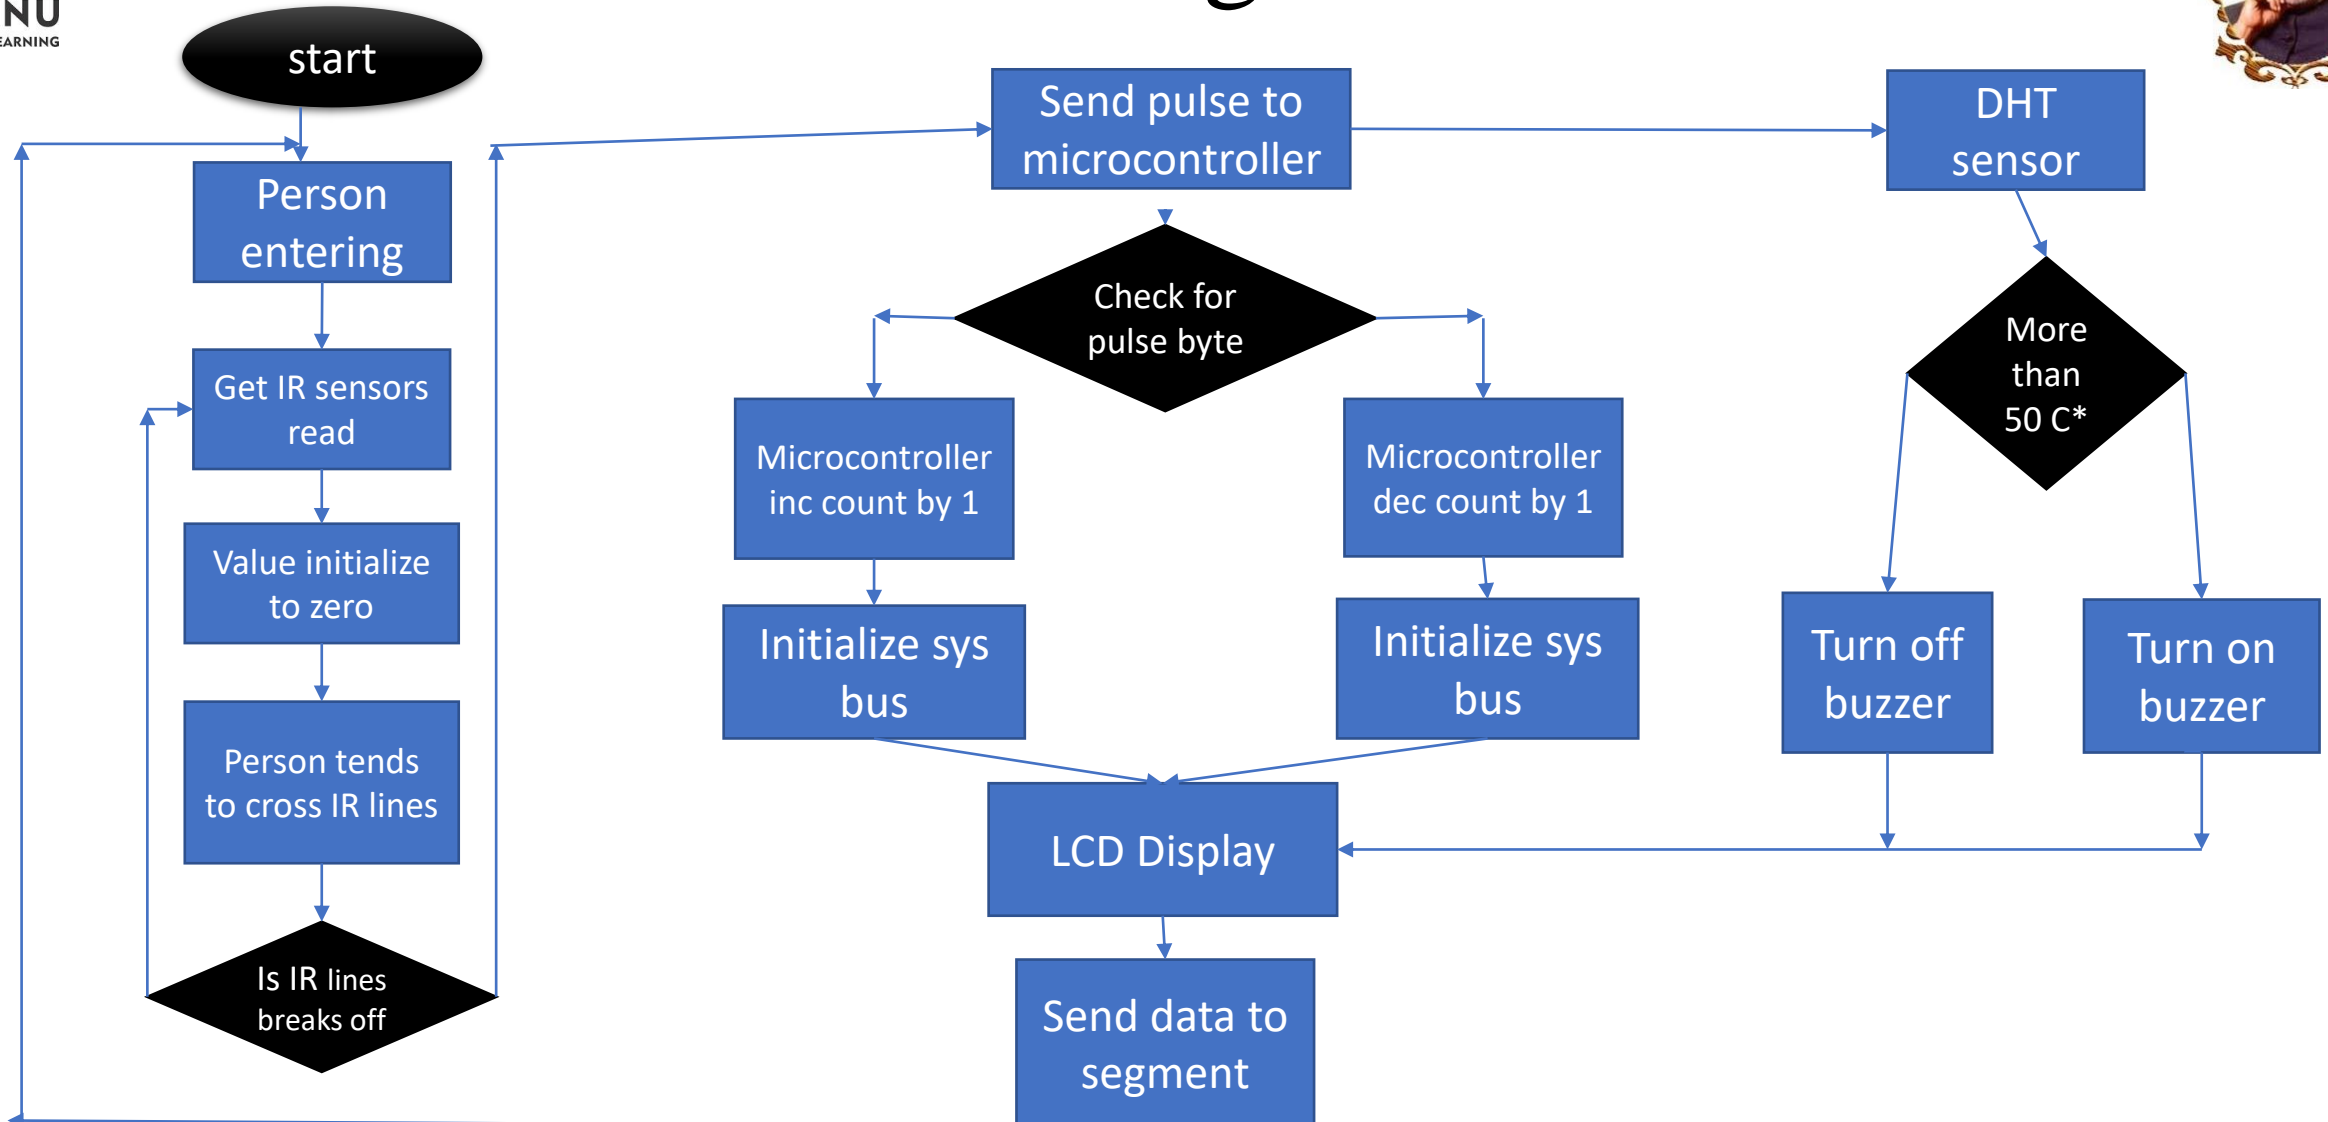 NU
EARNING
g
start
Person
entering
Get IR sensors
read
Value initialize
to zero
Person tends
to cross IR lines
Is IR lines
breaks off
Send pulse to
microcontroller
Check for
pulse byte
Microcontroller
inc count by 1
Microcontroller
dec count by 1
Initialize sys
bus
Initialize sys
bus
LCD Display
Send data to
segment
DHT
sensor
More
than
50 C*
Turn off
buzzer
Turn on
buzzer